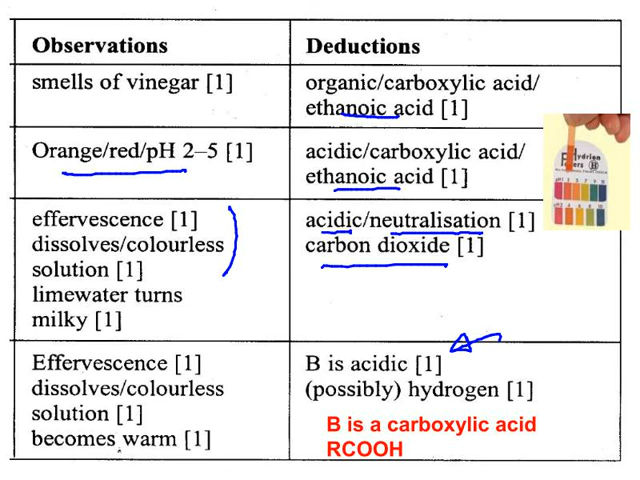 Observations
Deductions
smells of vinegar [1]
organic/carboxylic acid/
ethanoic acid [1]
Orange/red/pH 2–5 [1]
acidic/carboxylic acid/
ethanoic acid [1]
effervescence [1]
dissolves/colourless
solution [1]
limewater turns
milky [1]
acidic/neutralisation [1]
carbon dioxide [1]
Effervescence [1]
dissolves/colourless
solution [1]
becomes warm [1]
B is acidic [1]
(possibly) hydrogen [1]
B is a carboxylic acid
RCOOH